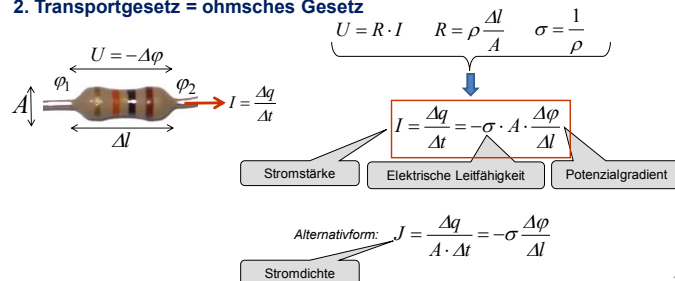 2. Transportgesetz = ohmsches Gesetz
U = R · I   R = ρ Δl / A   σ = 1 / ρ
U = −Δφ
φ₁   φ₂
A
I = Δq / Δt
Δl
I = Δq / Δt = −σ · A · Δφ / Δl
Stromstärke   Elektrische Leitfähigkeit   Potenzialgradient
Alternativform: J = Δq / (A · Δt) = −σ Δφ / Δl
Stromdichte